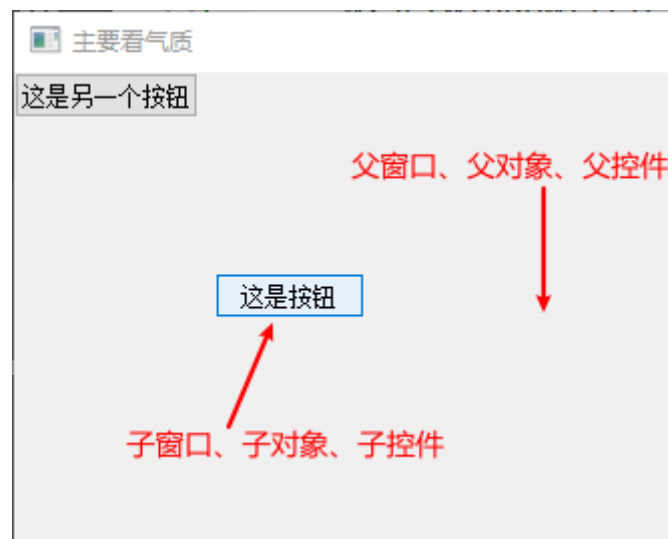 主要看气质
这是另一个按钮
父窗口、父对象、父控件
这是按钮
子窗口、子对象、子控件